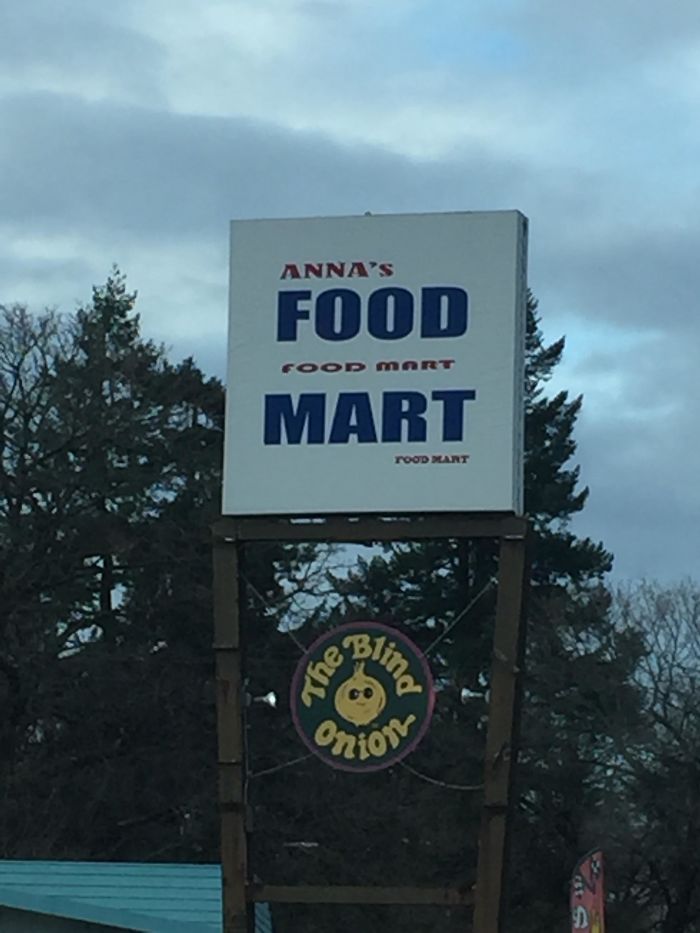 ANNA's
FOOD
FOOD MART
MART
FOOD MART
The Blind
Onion